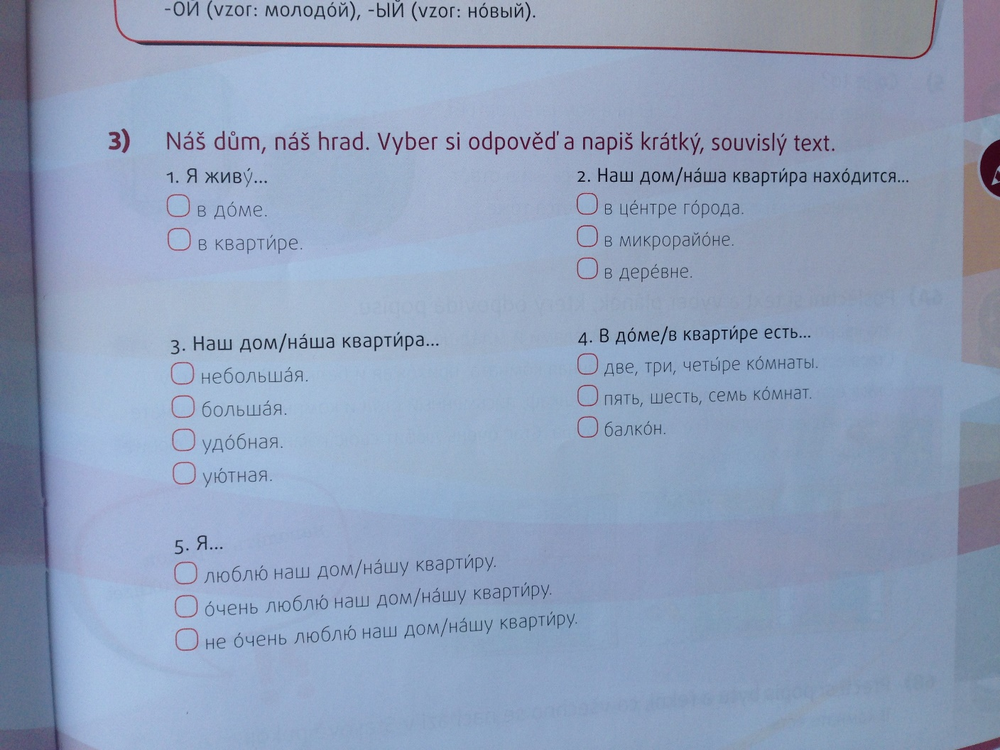 -ОЙ (vzor: молодо́й), -ЫЙ (vzor: но́вый).
3) Náš dům, náš hrad. Vyber si odpověď a napiš krátký, souvislý text.
1. Я живу́...
в до́ме.
в кварти́ре.
2. Наш дом/на́ша кварти́ра нахо́дится...
в це́нтре го́рода.
в микрорайо́не.
в дере́вне.
3. Наш дом/на́ша кварти́ра...
небольша́я.
больша́я.
удо́бная.
ую́тная.
4. В до́ме/в кварти́ре есть...
две, три, четы́ре ко́мнаты.
пять, шесть, семь ко́мнат.
балко́н.
5. Я...
люблю́ наш дом/на́шу кварти́ру.
о́чень люблю́ наш дом/на́шу кварти́ру.
не о́чень люблю́ наш дом/на́шу кварти́ру.